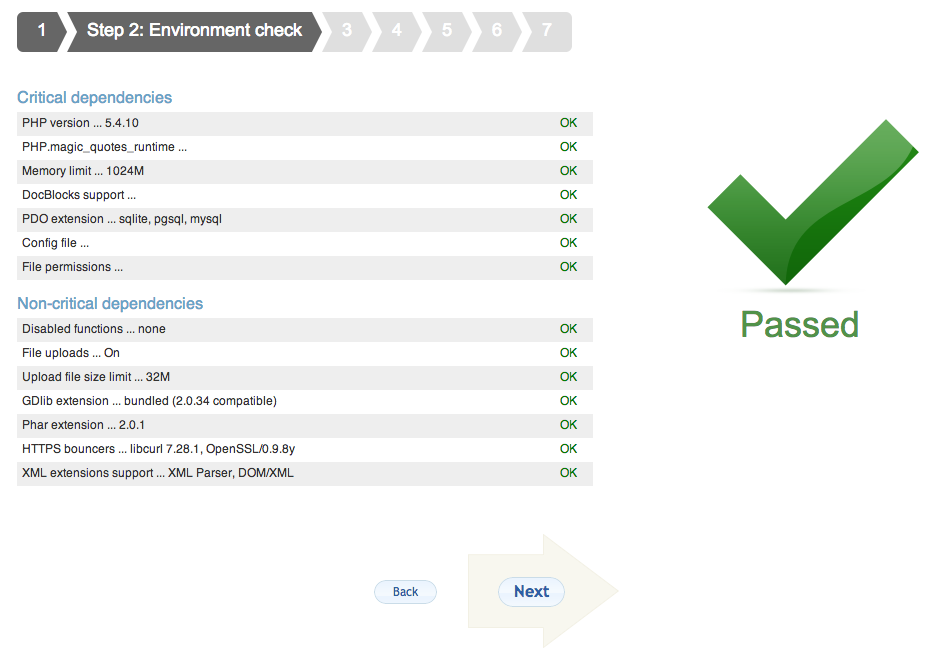 1 Step 2: Environment check 3 4 5 6 7
Critical dependencies
PHP version ... 5.4.10 OK
PHP.magic_quotes_runtime ... OK
Memory limit ... 1024M OK
DocBlocks support ... OK
PDO extension ... sqlite, pgsql, mysql OK
Config file ... OK
File permissions ... OK
Non-critical dependencies
Disabled functions ... none OK
File uploads ... On OK
Upload file size limit ... 32M OK
GDlib extension ... bundled (2.0.34 compatible) OK
Phar extension ... 2.0.1 OK
HTTPS bouncers ... libcurl 7.28.1, OpenSSL/0.9.8y OK
XML extensions support ... XML Parser, DOM/XML OK
Passed
Back Next